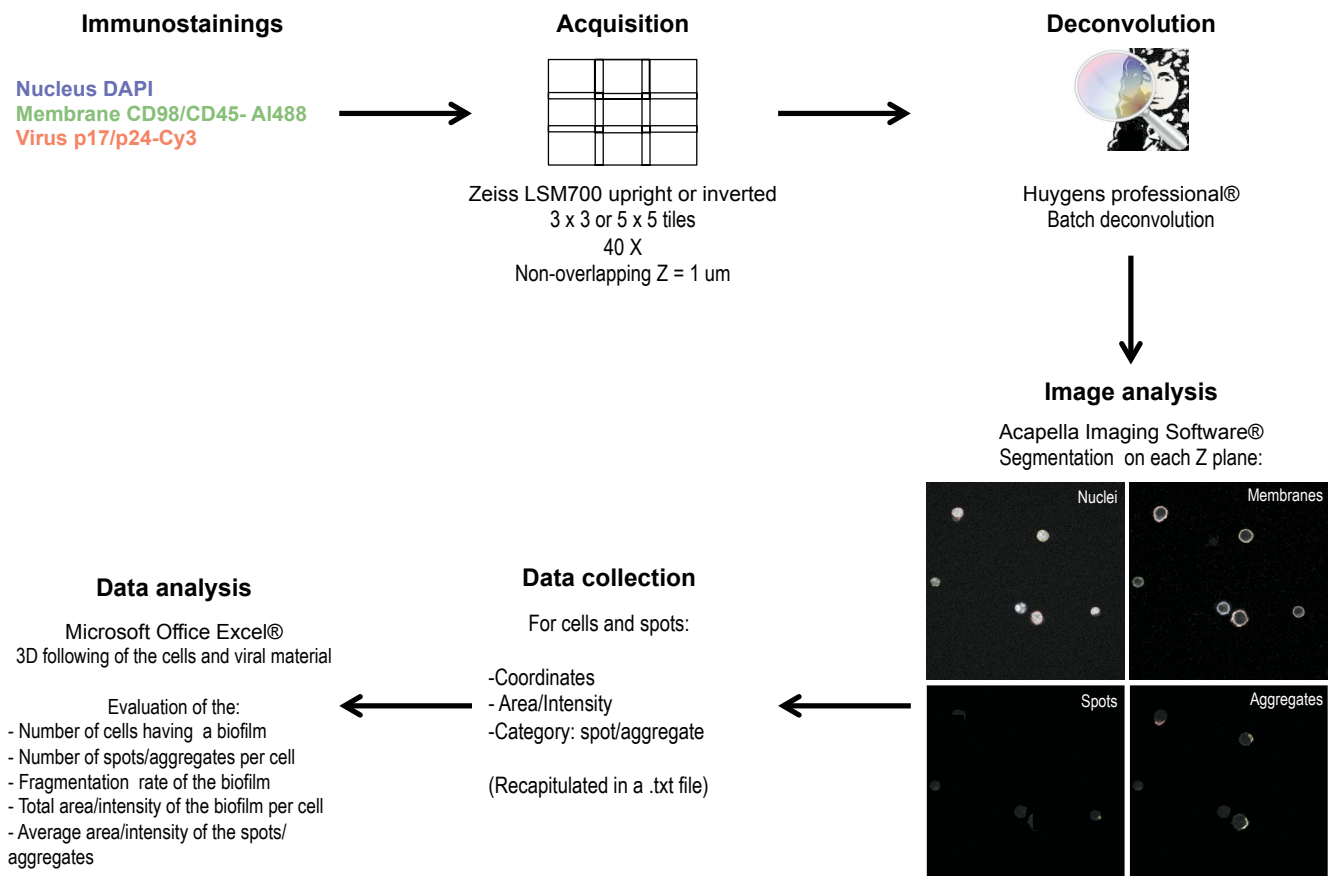 Immunostainings
Nucleus DAPI
Membrane CD98/CD45- Al488
Virus p17/p24-Cy3
Acquisition
Zeiss LSM700 upright or inverted
3 x 3 or 5 x 5 tiles
40 X
Non-overlapping Z = 1 um
Deconvolution
Huygens professional®
Batch deconvolution
Image analysis
Acapella Imaging Software®
Segmentation on each Z plane:
Nuclei
Membranes
Spots
Aggregates
Data collection
For cells and spots:
-Coordinates
- Area/Intensity
-Category: spot/aggregate
(Recapitulated in a .txt file)
Data analysis
Microsoft Office Excel®
3D following of the cells and viral material
Evaluation of the:
- Number of cells having a biofilm
- Number of spots/aggregates per cell
- Fragmentation rate of the biofilm
- Total area/intensity of the biofilm per cell
- Average area/intensity of the spots/
aggregates